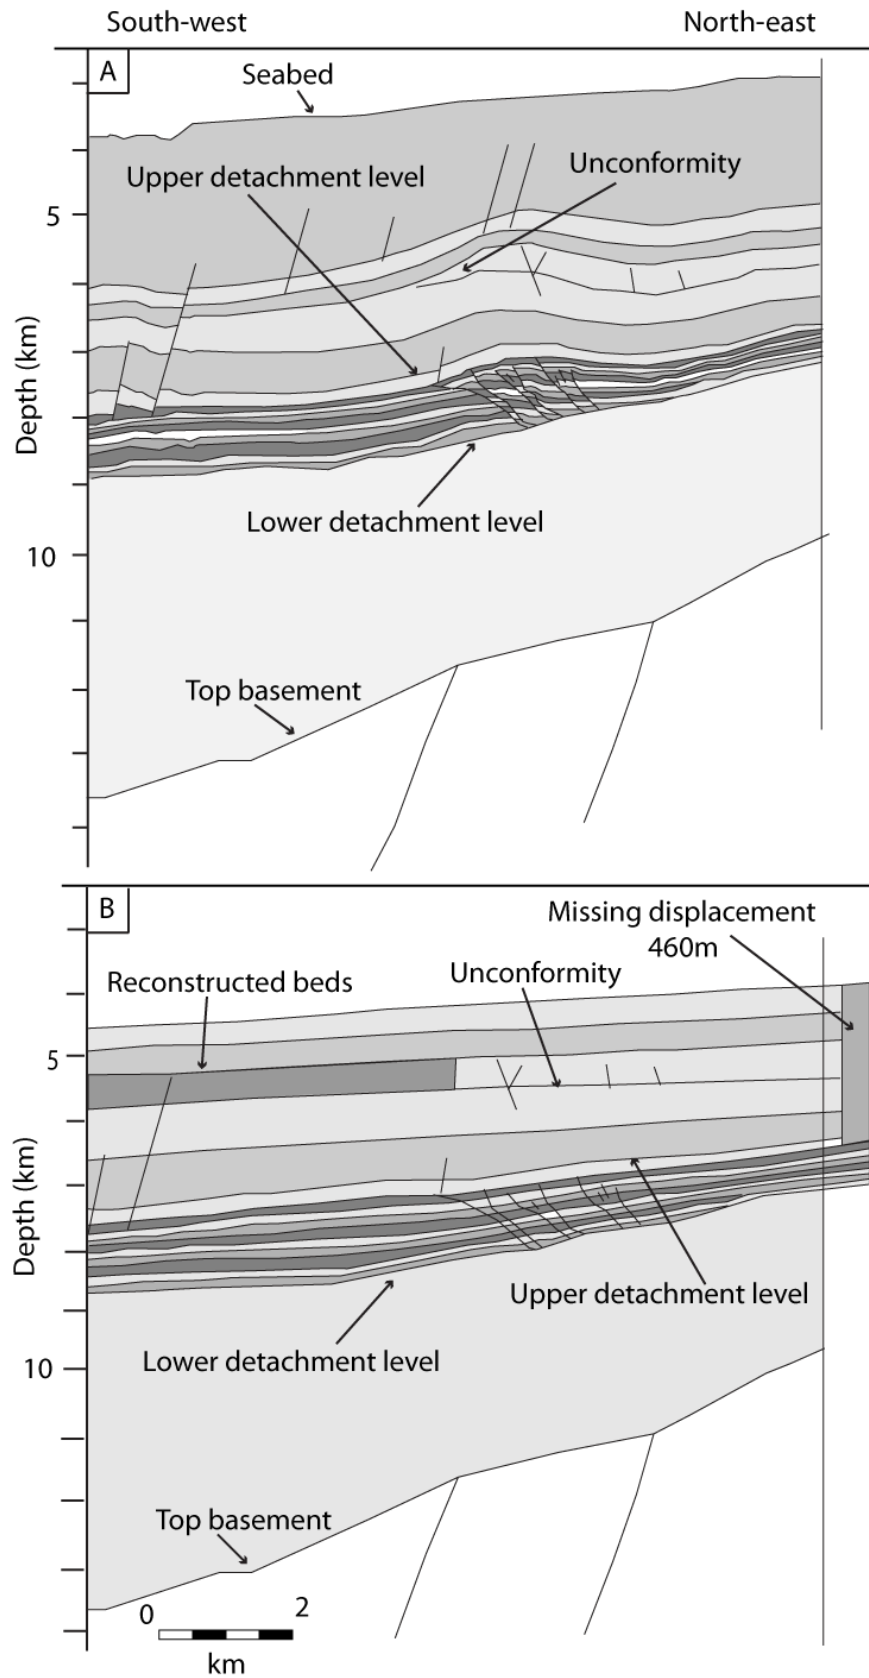 South-west
North-east
A
Seabed
Upper detachment level
Unconformity
5
Depth (km)
Lower detachment level
10
Top basement
B
Missing displacement
460m
Reconstructed beds
Unconformity
5
Depth (km)
Upper detachment level
Lower detachment level
10
Top basement
0
2
km